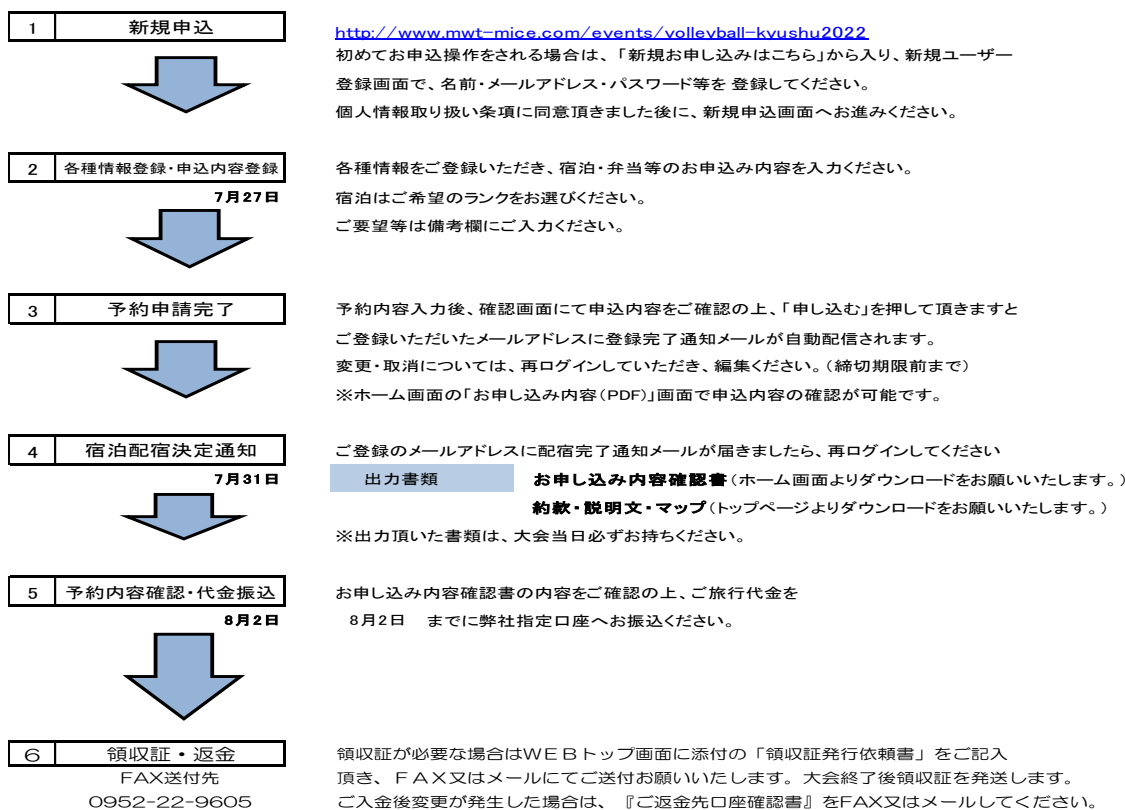 1 新規申込
http://www.mwt-mice.com/events/volleyball-kyushu2022
初めてお申込操作をされる場合は、「新規お申し込みはこちら」から入り、新規ユーザー
登録画面で、名前・メールアドレス・パスワード等を 登録してください。
個人情報取り扱い条項に同意頂きました後に、新規申込画面へお進みください。
2 各種情報登録・申込内容登録
7月27日
各種情報をご登録いただき、宿泊・弁当等のお申込み内容を入力ください。
宿泊はご希望のランクをお選びください。
ご要望等は備考欄にご入力ください。
3 予約申請完了
予約内容入力後、確認画面にて申込内容をご確認の上、「申し込む」を押して頂きますと
ご登録いただいたメールアドレスに登録完了通知メールが自動配信されます。
変更・取消については、再ログインしていただき、編集ください。（締切期限前まで）
※ホーム画面の「お申し込み内容（PDF）」画面で申込内容の確認が可能です。
4 宿泊配宿決定通知
7月31日
ご登録のメールアドレスに配宿完了通知メールが届きましたら、再ログインしてください
出力書類 お申し込み内容確認書（ホーム画面よりダウンロードをお願いいたします。）
約款・説明文・マップ（トップページよりダウンロードをお願いいたします。）
※出力頂いた書類は、大会当日必ずお持ちください。
5 予約内容確認・代金振込
8月2日
お申し込み内容確認書の内容をご確認の上、ご旅行代金を
8月2日 までに弊社指定口座へお振込ください。
6 領収証・返金
FAX送付先
0952-22-9605
領収証が必要な場合はＷＥＢトップ画面に添付の「領収証発行依頼書」をご記入
頂き、ＦＡＸ又はメールにてご送付お願いいたします。大会終了後領収証を発送します。
ご入金後変更が発生した場合は、『ご返金先口座確認書』をFAX又はメールしてください。